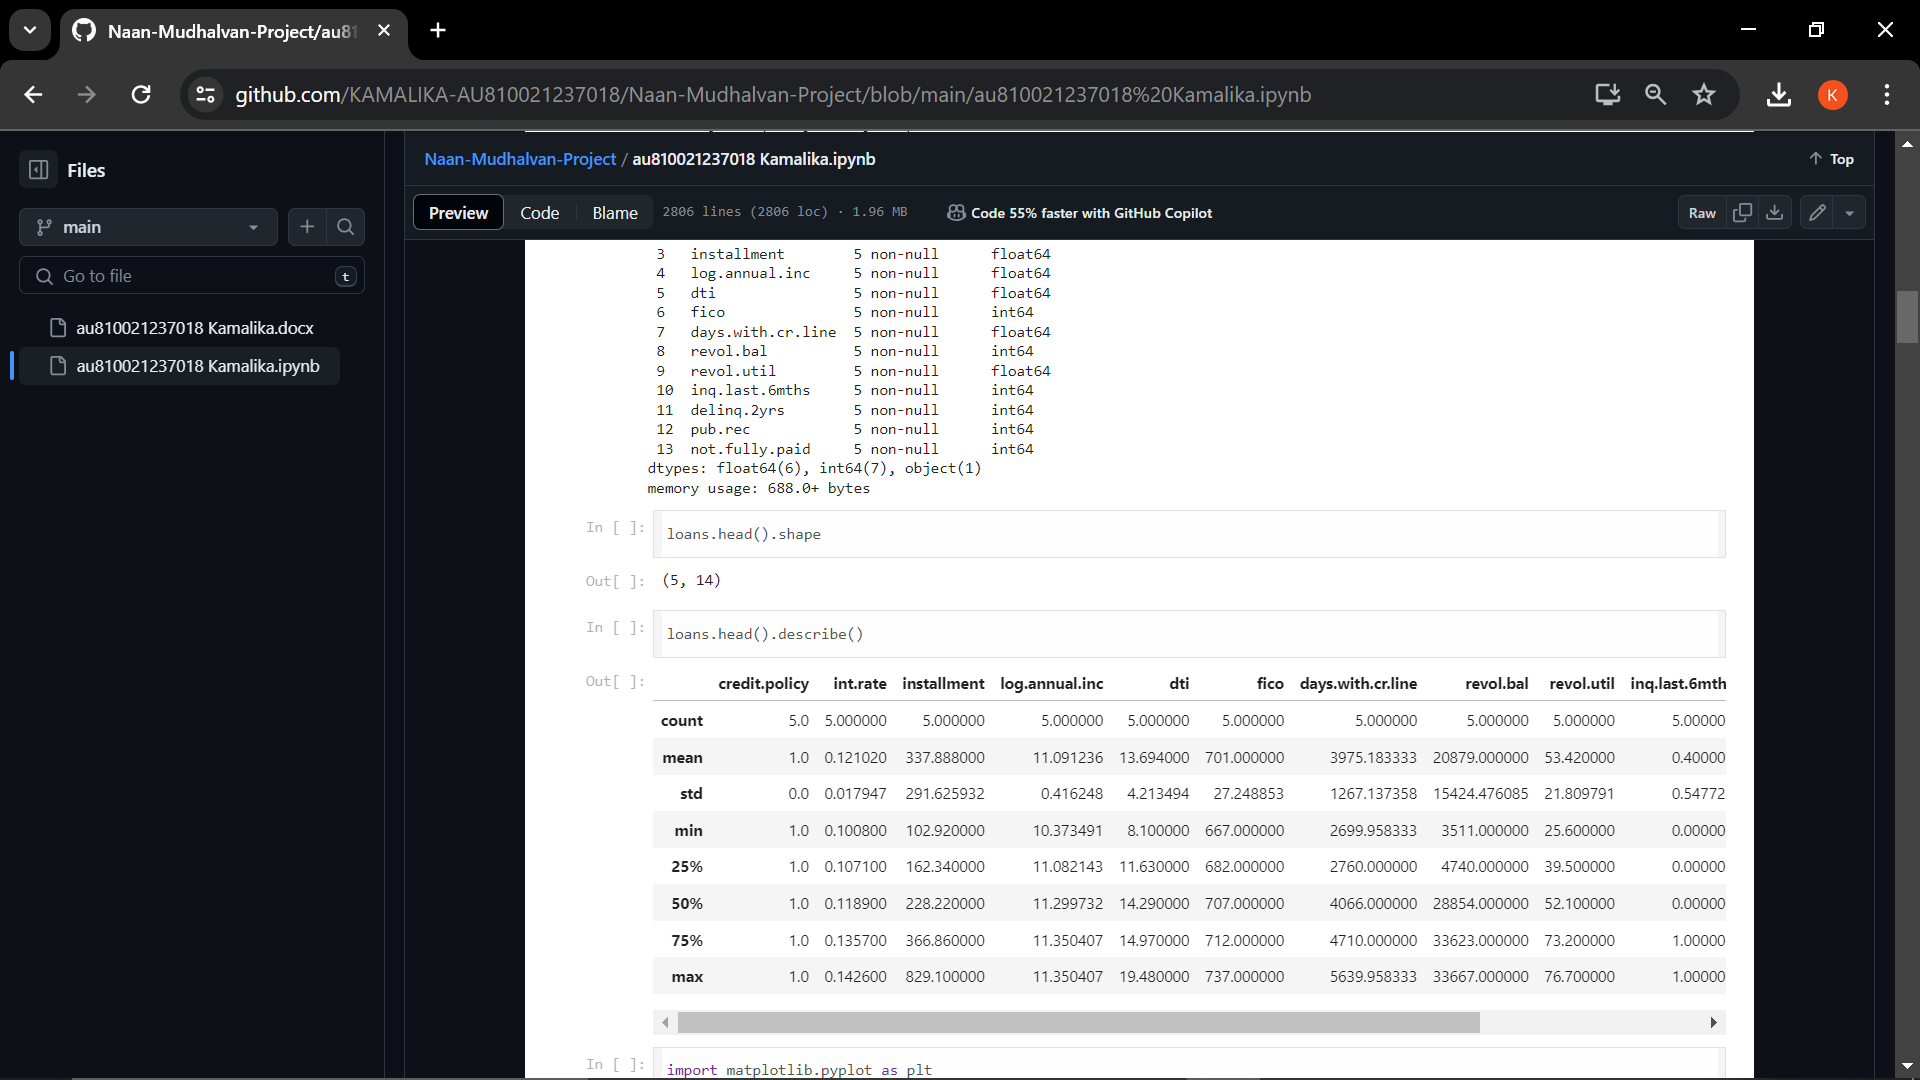 Naan-Mudhalvan-Project/au81
github.com/KAMALIKA-AU810021237018/Naan-Mudhalvan-Project/blob/main/au810021237018%20Kamalika.ipynb
K
Files
main
Go to file
t
au810021237018 Kamalika.docx
au810021237018 Kamalika.ipynb
Naan-Mudhalvan-Project / au810021237018 Kamalika.ipynb
Top
Preview Code Blame 2806 lines (2806 loc) · 1.96 MB Code 55% faster with GitHub Copilot Raw
3 installment 5 non-null float64
4 log.annual.inc 5 non-null float64
5 dti 5 non-null float64
6 fico 5 non-null int64
7 days.with.cr.line 5 non-null float64
8 revol.bal 5 non-null int64
9 revol.util 5 non-null float64
10 inq.last.6mths 5 non-null int64
11 delinq.2yrs 5 non-null int64
12 pub.rec 5 non-null int64
13 not.fully.paid 5 non-null int64
dtypes: float64(6), int64(7), object(1)
memory usage: 688.0+ bytes
In [ ]: loans.head().shape
Out[ ]: (5, 14)
In [ ]: loans.head().describe()
Out[ ]: credit.policy int.rate installment log.annual.inc dti fico days.with.cr.line revol.bal revol.util inq.last.6mth
count 5.0 5.000000 5.000000 5.000000 5.000000 5.000000 5.000000 5.000000 5.000000 5.00000
mean 1.0 0.121020 337.888000 11.091236 13.694000 701.000000 3975.183333 20879.000000 53.420000 0.40000
std 0.0 0.017947 291.625932 0.416248 4.213494 27.248853 1267.137358 15424.476085 21.809791 0.54772
min 1.0 0.100800 102.920000 10.373491 8.100000 667.000000 2699.958333 3511.000000 25.600000 0.00000
25% 1.0 0.107100 162.340000 11.082143 11.630000 682.000000 2760.000000 4740.000000 39.500000 0.00000
50% 1.0 0.118900 228.220000 11.299732 14.290000 707.000000 4066.000000 28854.000000 52.100000 0.00000
75% 1.0 0.135700 366.860000 11.350407 14.970000 712.000000 4710.000000 33623.000000 73.200000 1.00000
max 1.0 0.142600 829.100000 11.350407 19.480000 737.000000 5639.958333 33667.000000 76.700000 1.00000
In [ ]: import matplotlib.pyplot as plt